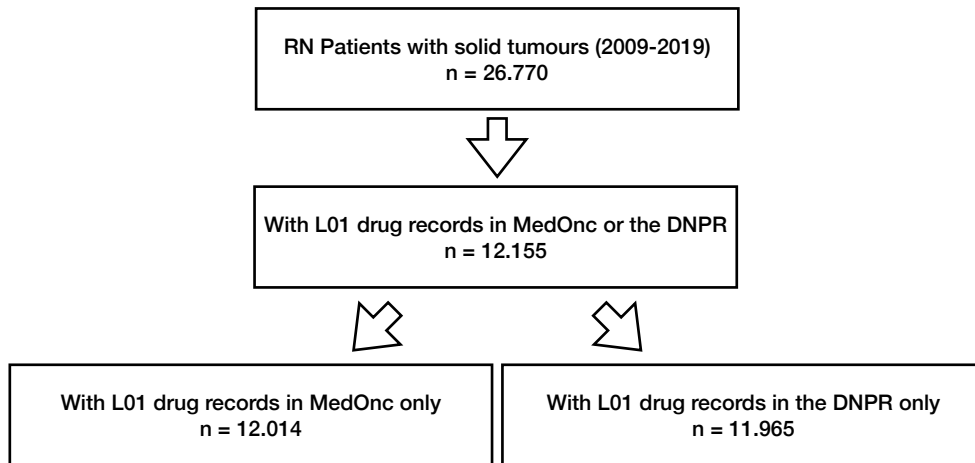 RN Patients with solid tumours (2009-2019)
n = 26.770
With L01 drug records in MedOnc or the DNPR
n = 12.155
With L01 drug records in MedOnc only
n = 12.014
With L01 drug records in the DNPR only
n = 11.965